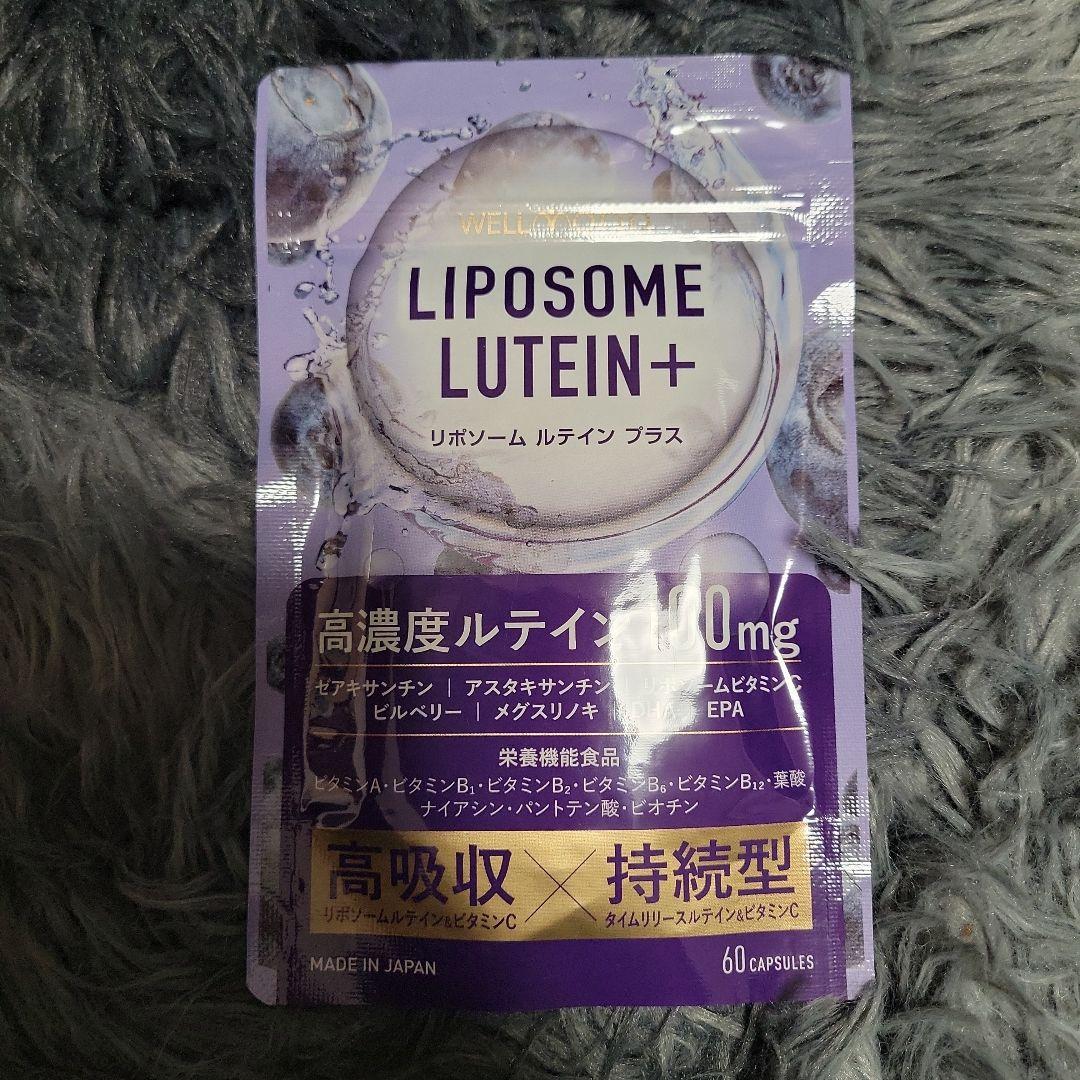 LIPOSOME
LUTEIN+
リポソーム ルテイン プラス
高濃度ルテイン 100mg
ゼアキサンチン | アスタキサンチン | リポソームビタミンC
ビルベリー | メグスリノキ | DHA | EPA
栄養機能食品
ビタミンA・ビタミンB₁・ビタミンB₂・ビタミンB₆・ビタミンB₁₂・葉酸
ナイアシン・パントテン酸・ビオチン
高吸収×持続型
リポソームルテイン&ビタミンC タイムリリースルテイン&ビタミンC
MADE IN JAPAN 60 CAPSULES